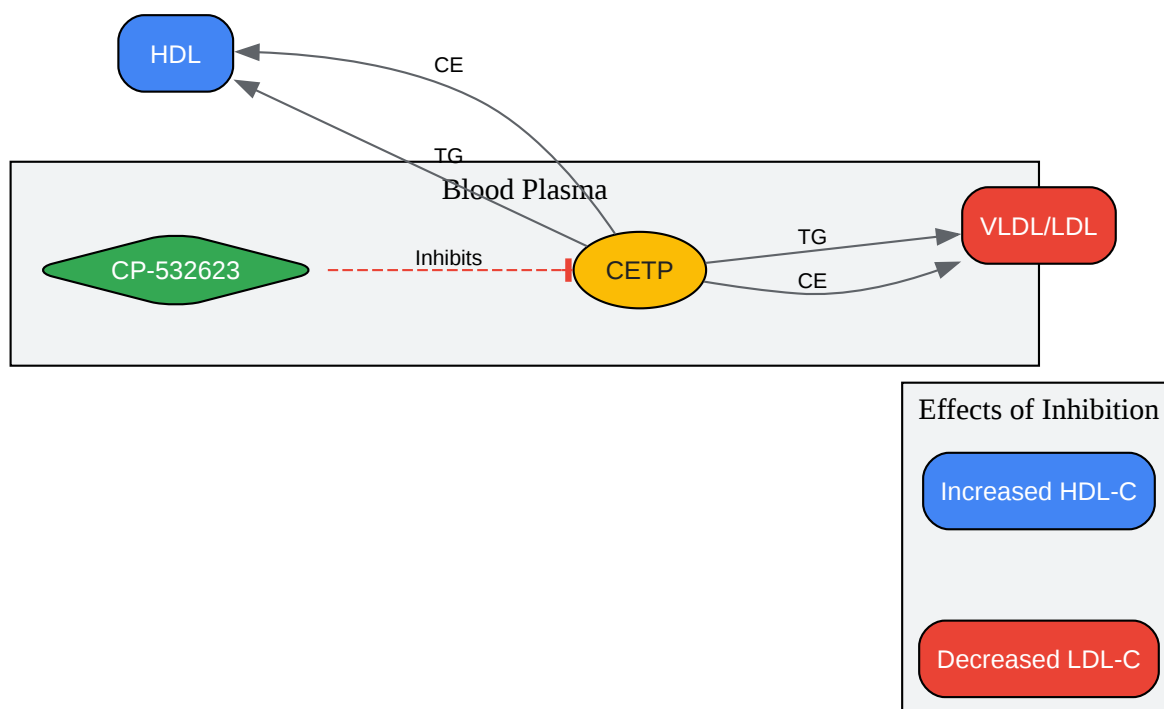 HDL
CE
TG
Blood Plasma
VLDL/LDL
TG
CP-532623
Inhibits
CETP
CE
Effects of Inhibition
Increased HDL-C
Decreased LDL-C